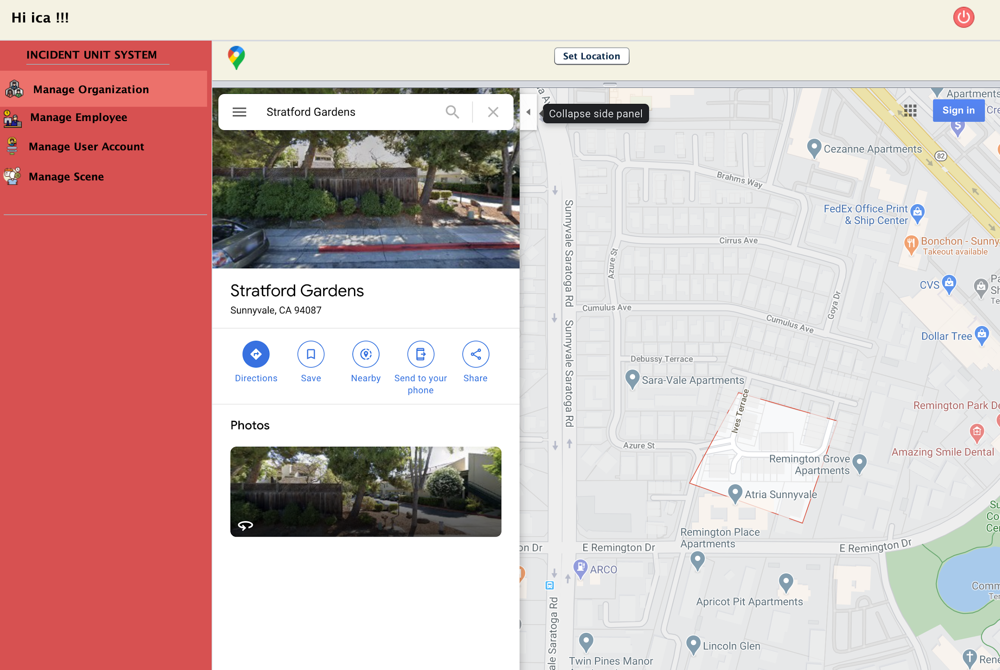 Hi ica !!!
INCIDENT UNIT SYSTEM
Manage Organization
Manage Employee
Manage User Account
Manage Scene
Set Location
Stratford Gardens
Collapse side panel
Stratford Gardens
Sunnyvale, CA 94087
Directions
Save
Nearby
Send to your
phone
Share
Photos
Apartments
Sign in
Cre
$
Cezanne Apartments
82
Brahms Way
FedEx Office Print
& Ship Center
Cirrus Ave
Bonchon - Sunny
Takeout available
Azure St
Sunnyvale Saratoga Rd
CVS
Pa
Sh
Te
Goya Dr
Cumulus Ave
Cumulus Ave
Dollar Tree
Sunnyvale Saratoga Rd
Debussy Terrace
Sara-Vale Apartments
Ives Terrace
Remington Park De
Azure St
Amazing Smile Dental
Remington Grove
Apartments
Atria Sunnyvale
Su
Co
Cen
Remington Place
Apartments
on Dr
E Remington Dr
E Remington Dr
ARCO
Comm
Ten
Apricot Pit Apartments
ale Saratoga Rd
Lincoln Glen
Twin Pines Manor
Rene